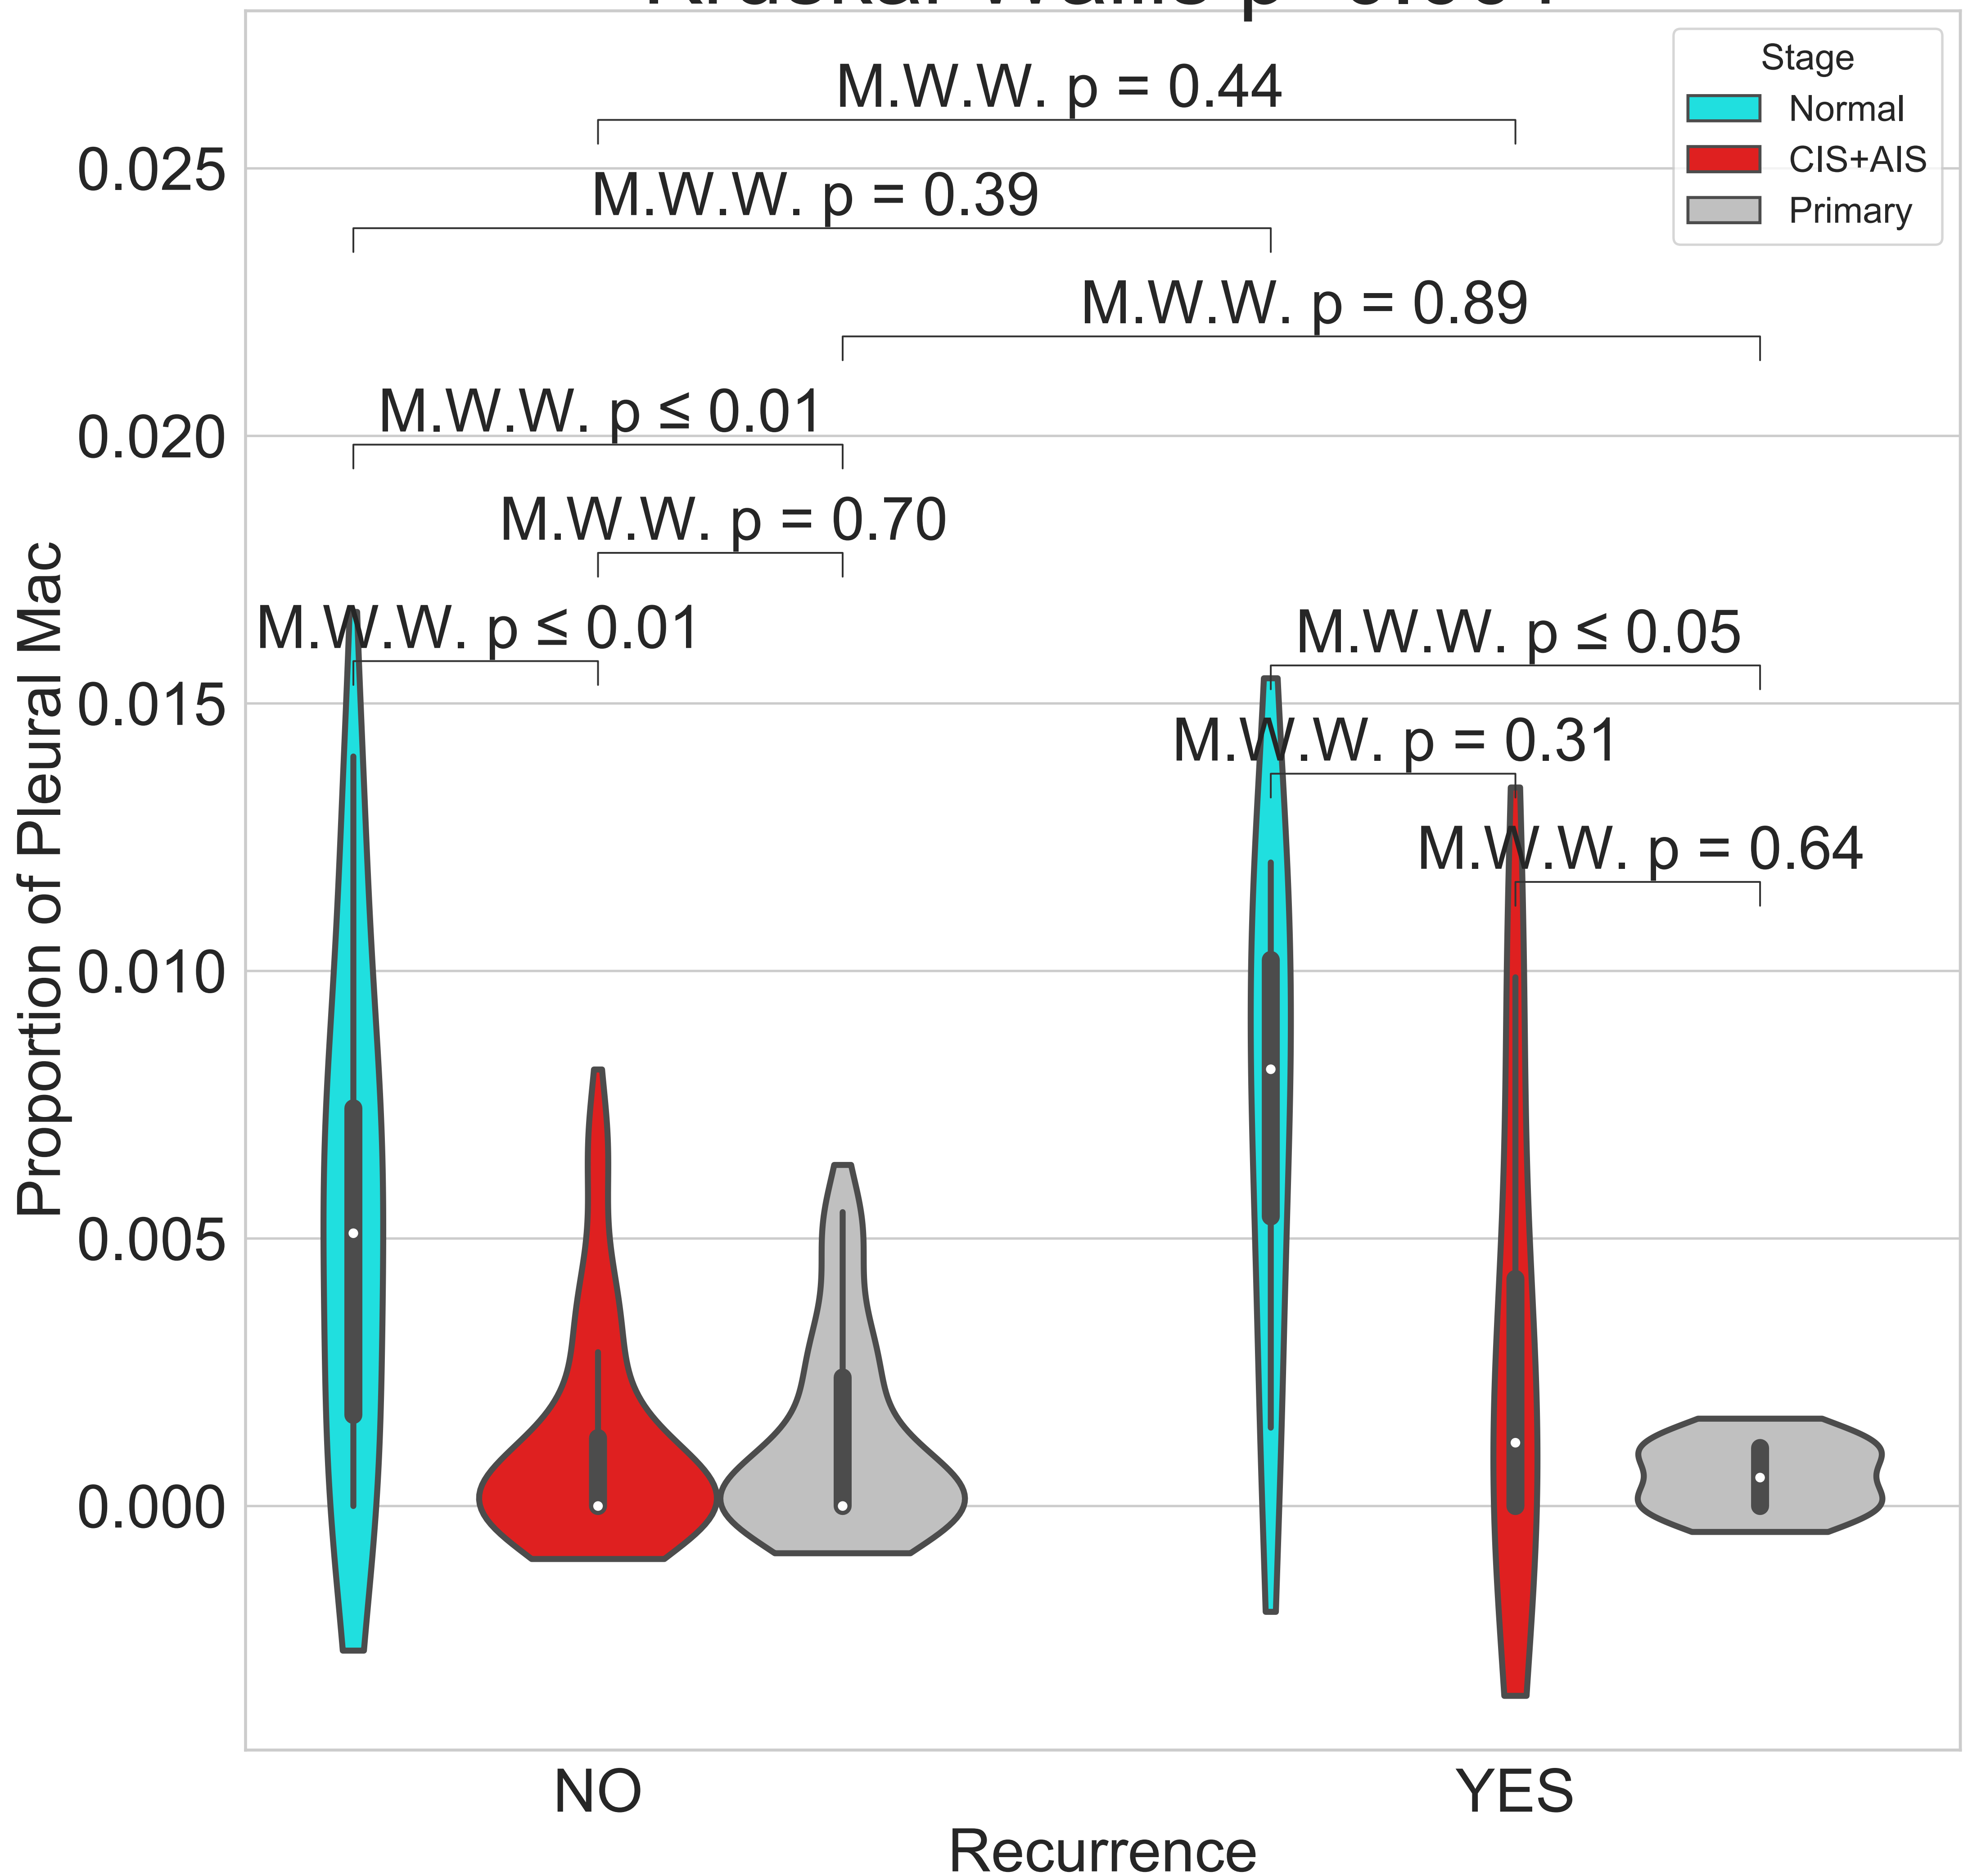 M.W.W. p = 0.44
M.W.W. p = 0.39
M.W.W. p = 0.89
M.W.W. p ≤ 0.01
M.W.W. p = 0.70
M.W.W. p ≤ 0.01
M.W.W. p ≤ 0.05
M.W.W. p = 0.31
M.W.W. p = 0.64
Stage
Normal
CIS+AIS
Primary
Proportion of Pleural Mac
0.025
0.020
0.015
0.010
0.005
0.000
NO
YES
Recurrence